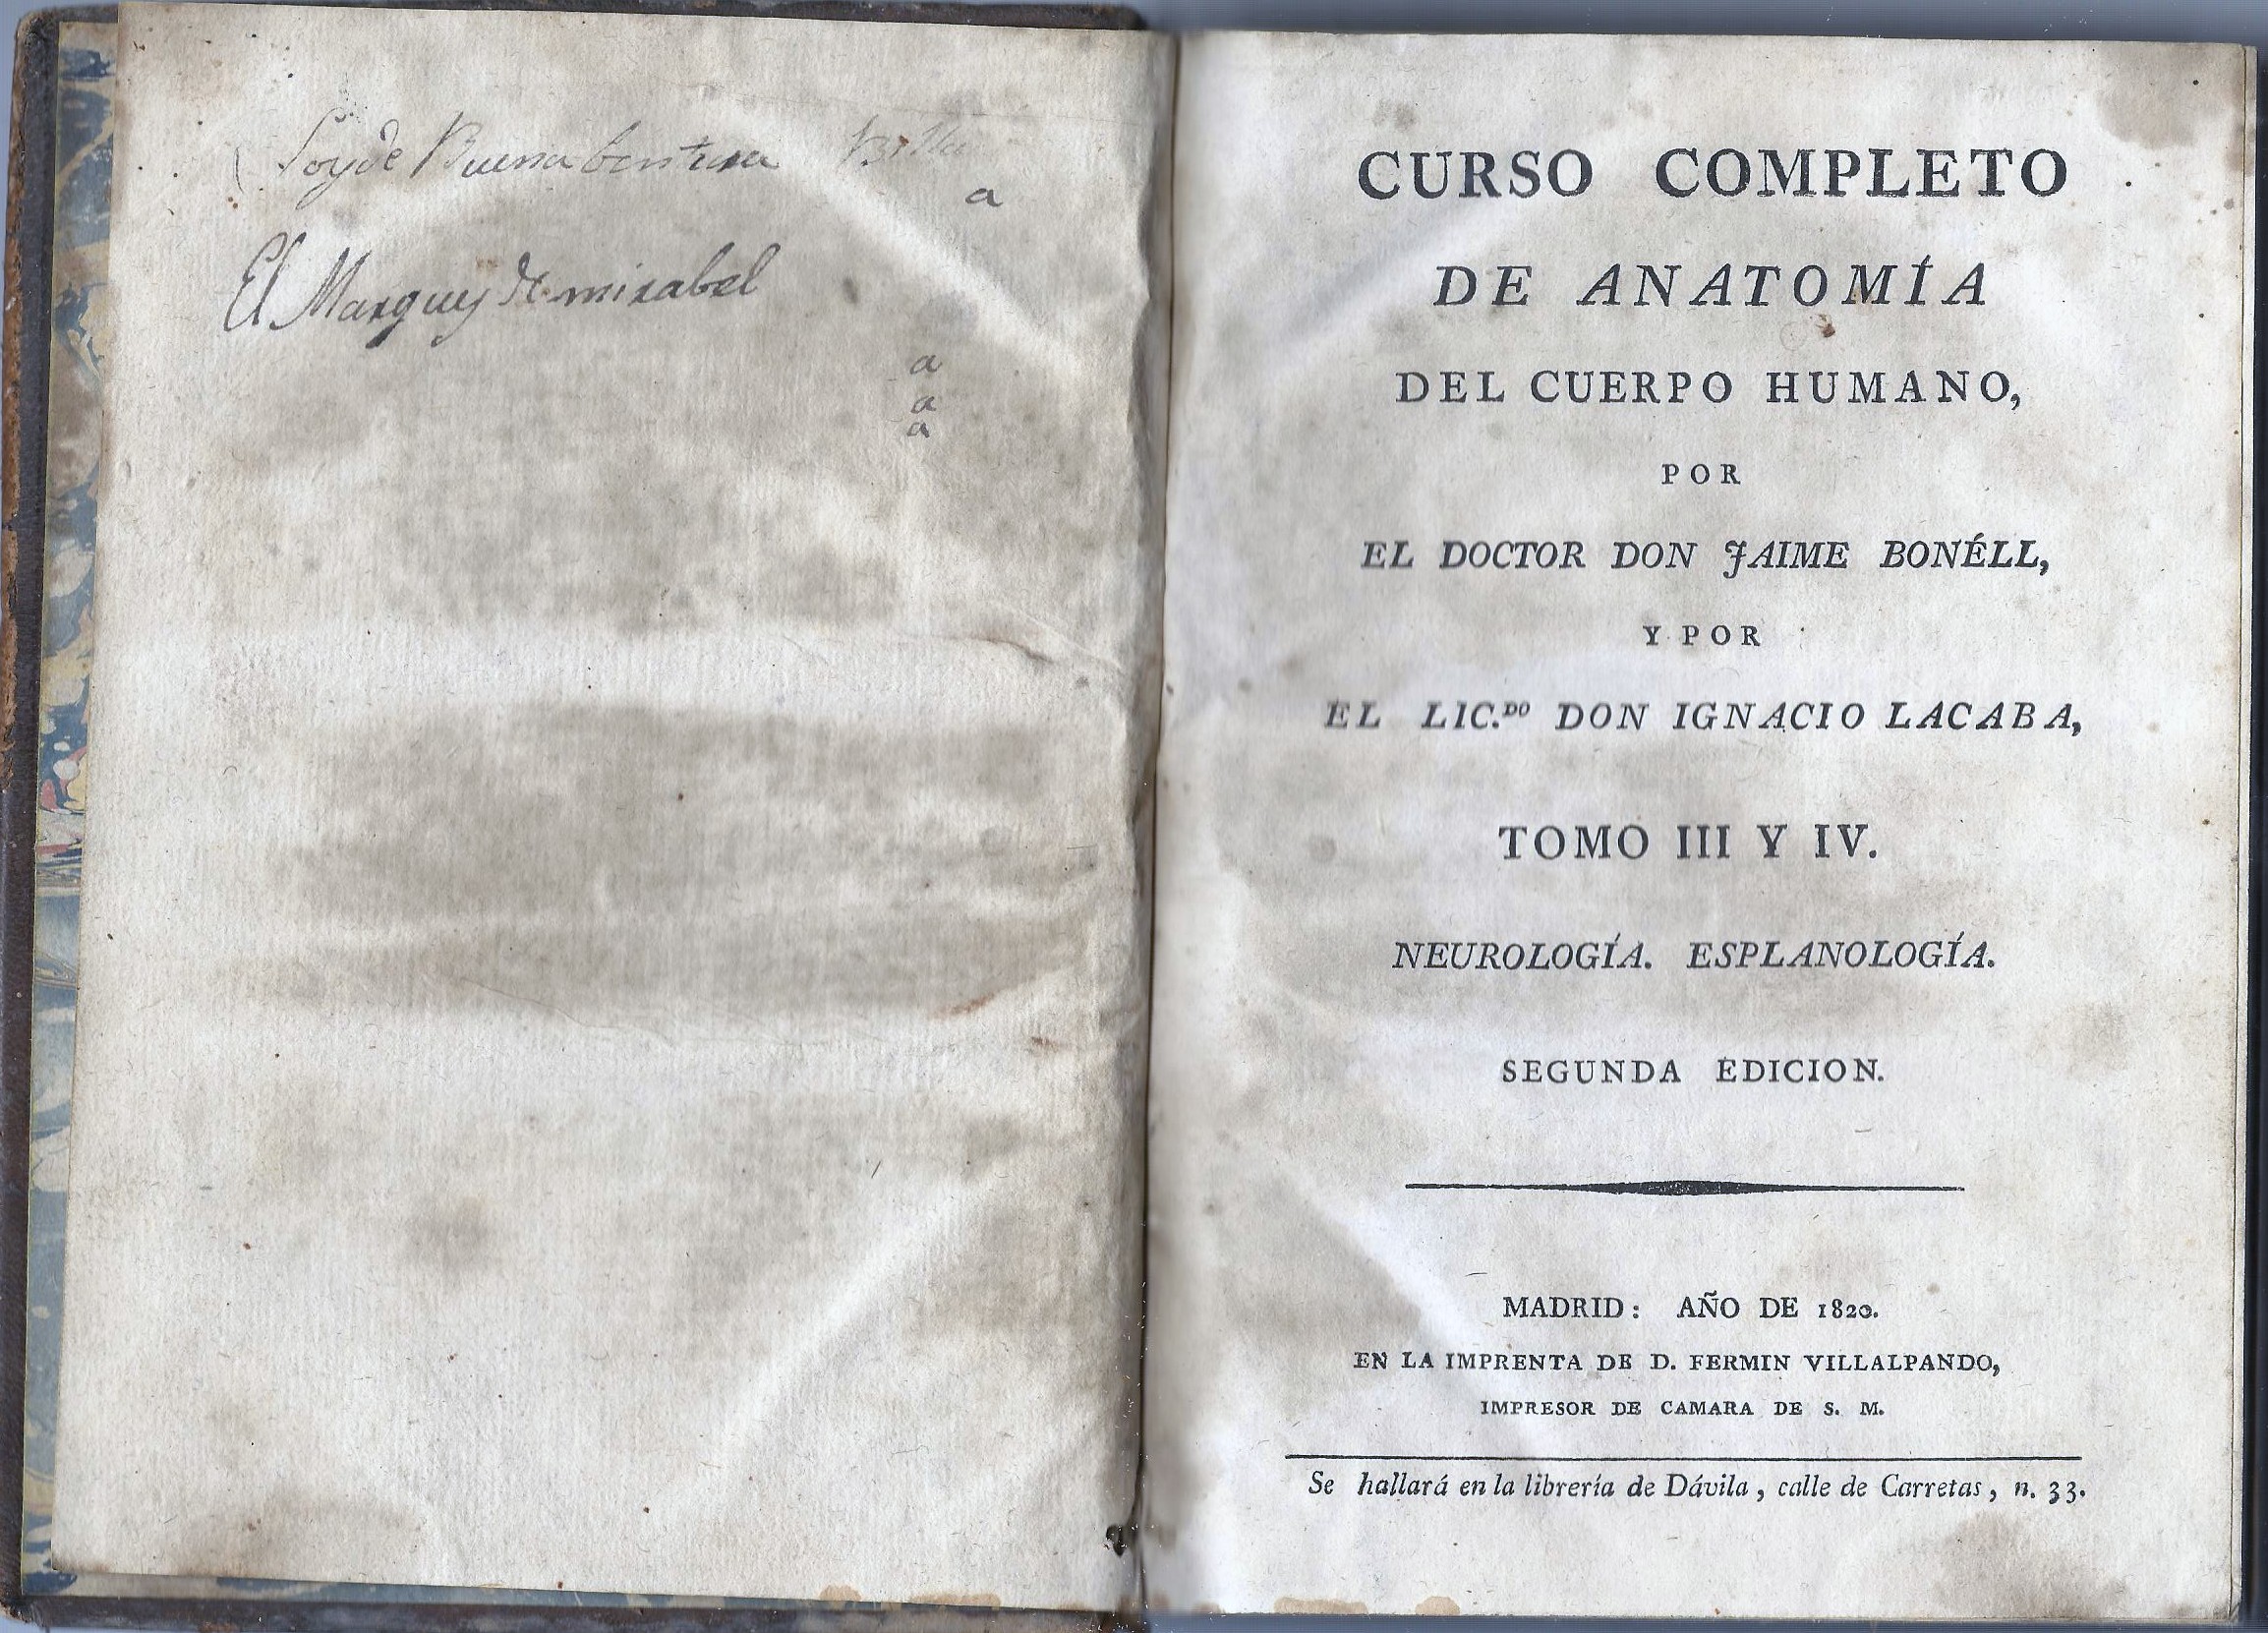 Soy de Buena bentura
a
El Marques de mirabel
a
a
a
CURSO COMPLETO
DE ANATOMÍA
DEL CUERPO HUMANO,
POR
EL DOCTOR DON JAIME BONÉLL,
Y POR
EL LIC.DO DON IGNACIO LACABA,
TOMO III Y IV.
NEUROLOGÍA. ESPLANOLOGÍA.
SEGUNDA EDICION.
MADRID: AÑO DE 1820.
EN LA IMPRENTA DE D. FERMIN VILLALPANDO,
IMPRESOR DE CAMARA DE S. M.
Se hallará en la librería de Dávila, calle de Carretas, n. 33.